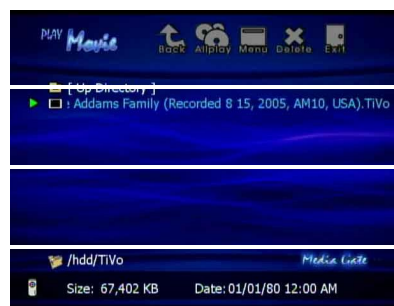 PLAY Movie
Back Allplay Menu Delete Exit
[ Up Directory ]
: Addams Family (Recorded 8 15, 2005, AM10, USA).TiVo
/hdd/TiVo
Media Gate
Size: 67,402 KB Date: 01/01/80 12:00 AM